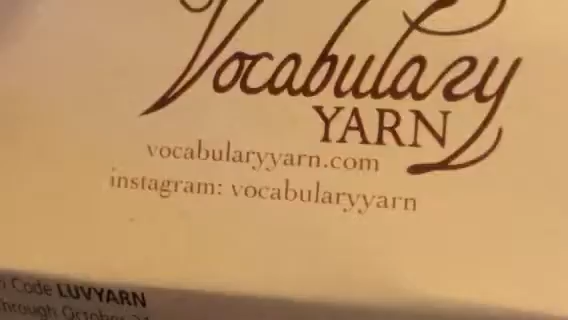 Vocabulary
YARN
vocabularyyarn.com
instagram: vocabularyyarn
Code LUVYARN
through October